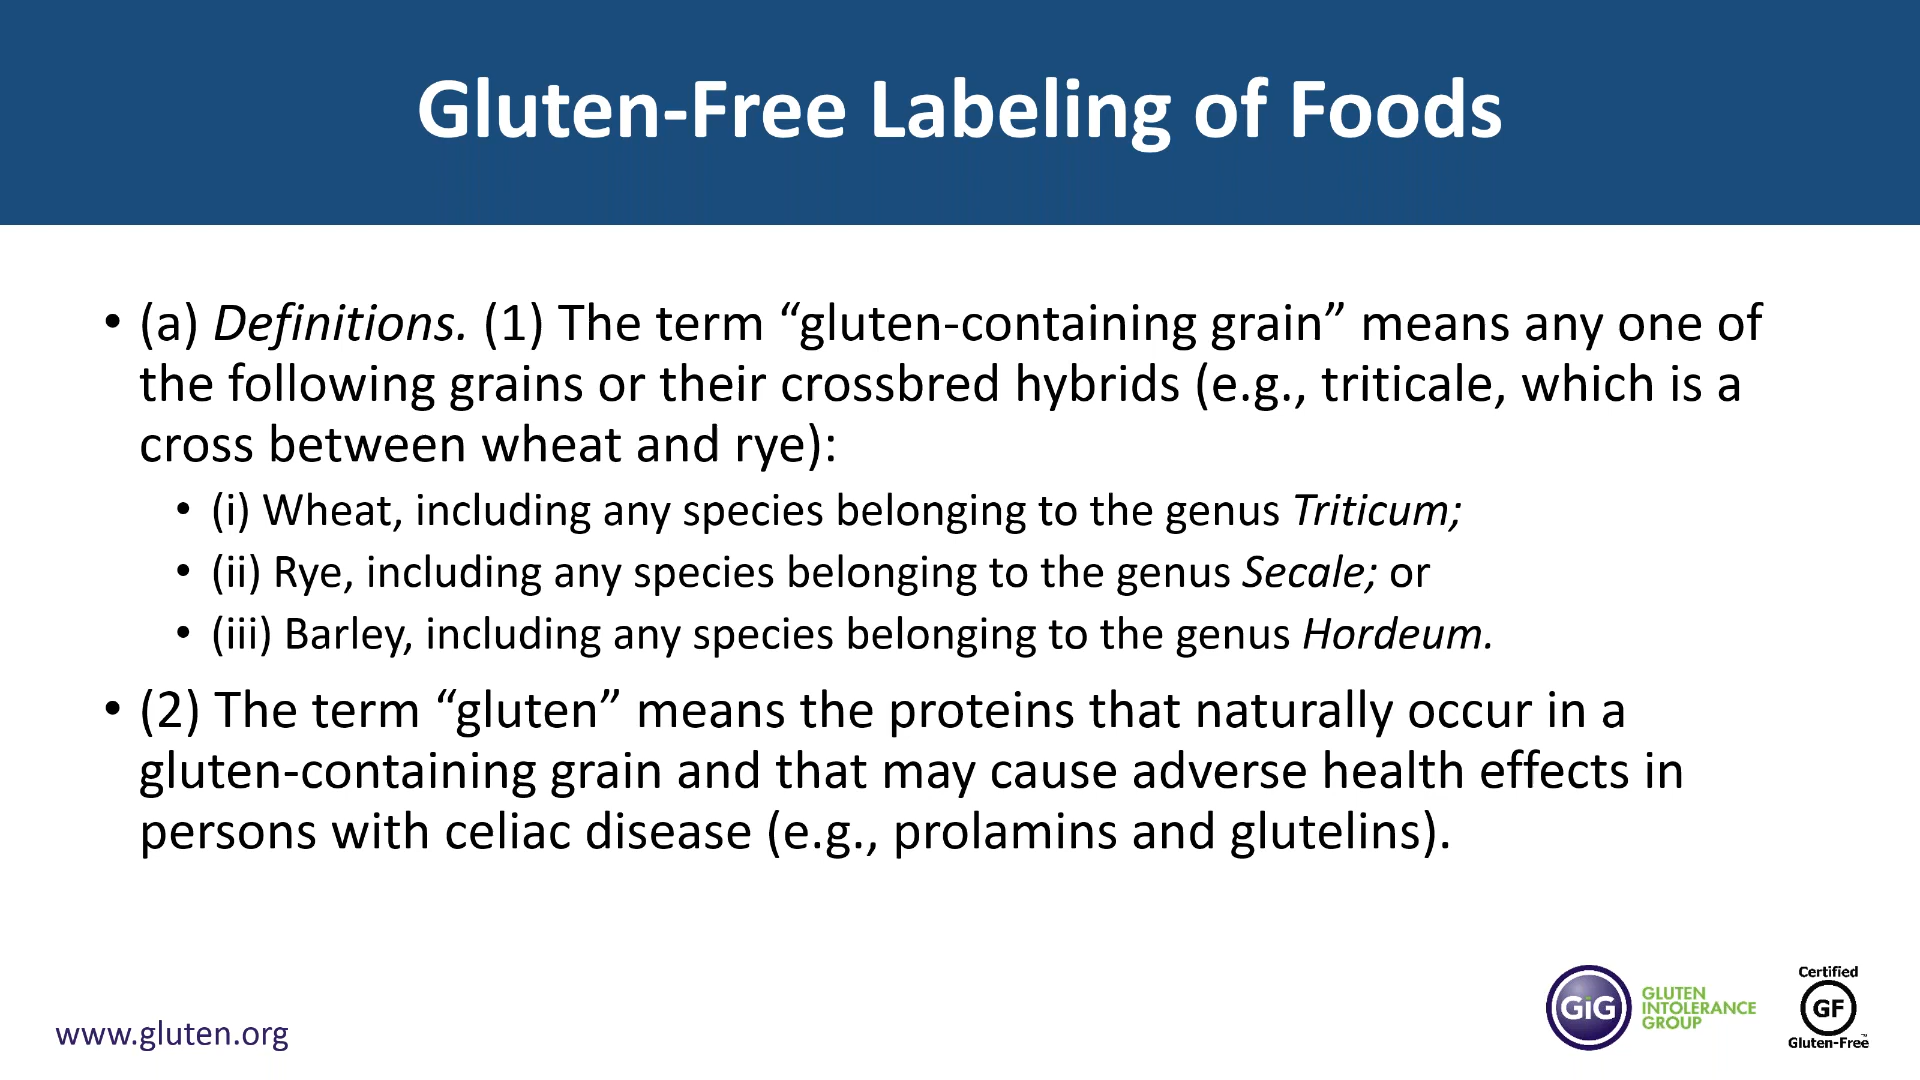 Gluten-Free Labeling of Foods
• (a) Definitions. (1) The term “gluten-containing grain” means any one of
the following grains or their crossbred hybrids (e.g., triticale, which is a
cross between wheat and rye):
• (i) Wheat, including any species belonging to the genus Triticum;
• (ii) Rye, including any species belonging to the genus Secale; or
• (iii) Barley, including any species belonging to the genus Hordeum.
• (2) The term “gluten” means the proteins that naturally occur in a
gluten-containing grain and that may cause adverse health effects in
persons with celiac disease (e.g., prolamins and glutelins).
www.gluten.org
GiG
GLUTEN
INTOLERANCE
GROUP
Certified
GF
Gluten-Free™